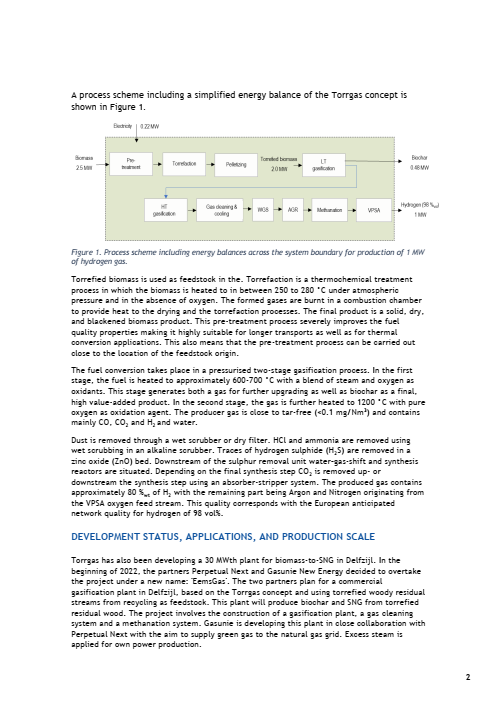 A process scheme including a simplified energy balance of the Torrgas concept is
shown in Figure 1.
Electricity 0.22 MW
Biomass
2.5 MW
Pre-
treatment
Torrefaction
Pelletizing
Torrefied biomass
2.0 MW
LT
gasification
Biochar
0.48 MW
HT
gasification
Gas cleaning &
cooling
WGS
AGR
Methanation
VPSA
Hydrogen (98 %vol)
1 MW
Figure 1. Process scheme including energy balances across the system boundary for production of 1 MW
of hydrogen gas.
Torrefied biomass is used as feedstock in the. Torrefaction is a thermochemical treatment
process in which the biomass is heated to in between 250 to 280 °C under atmospheric
pressure and in the absence of oxygen. The formed gases are burnt in a combustion chamber
to provide heat to the drying and the torrefaction processes. The final product is a solid, dry,
and blackened biomass product. This pre-treatment process severely improves the fuel
quality properties making it highly suitable for longer transports as well as for thermal
conversion applications. This also means that the pre-treatment process can be carried out
close to the location of the feedstock origin.
The fuel conversion takes place in a pressurised two-stage gasification process. In the first
stage, the fuel is heated to approximately 600-700 °C with a blend of steam and oxygen as
oxidants. This stage generates both a gas for further upgrading as well as biochar as a final,
high value-added product. In the second stage, the gas is further heated to 1200 °C with pure
oxygen as oxidation agent. The producer gas is close to tar-free (<0.1 mg/Nm³) and contains
mainly CO, CO₂ and H₂ and water.
Dust is removed through a wet scrubber or dry filter. HCl and ammonia are removed using
wet scrubbing in an alkaline scrubber. Traces of hydrogen sulphide (H₂S) are removed in a
zinc oxide (ZnO) bed. Downstream of the sulphur removal unit water-gas-shift and synthesis
reactors are situated. Depending on the final synthesis step CO₂ is removed up- or
downstream the synthesis step using an absorber-stripper system. The produced gas contains
approximately 80 %wt of H₂ with the remaining part being Argon and Nitrogen originating from
the VPSA oxygen feed stream. This quality corresponds with the European anticipated
network quality for hydrogen of 98 vol%.
DEVELOPMENT STATUS, APPLICATIONS, AND PRODUCTION SCALE
Torrgas has also been developing a 30 MWth plant for biomass-to-SNG in Delfzijl. In the
beginning of 2022, the partners Perpetual Next and Gasunie New Energy decided to overtake
the project under a new name: 'EemsGas'. The two partners plan for a commercial
gasification plant in Delfzijl, based on the Torrgas concept and using torrefied woody residual
streams from recycling as feedstock. This plant will produce biochar and SNG from torrefied
residual wood. The project involves the construction of a gasification plant, a gas cleaning
system and a methanation system. Gasunie is developing this plant in close collaboration with
Perpetual Next with the aim to supply green gas to the natural gas grid. Excess steam is
applied for own power production.
2